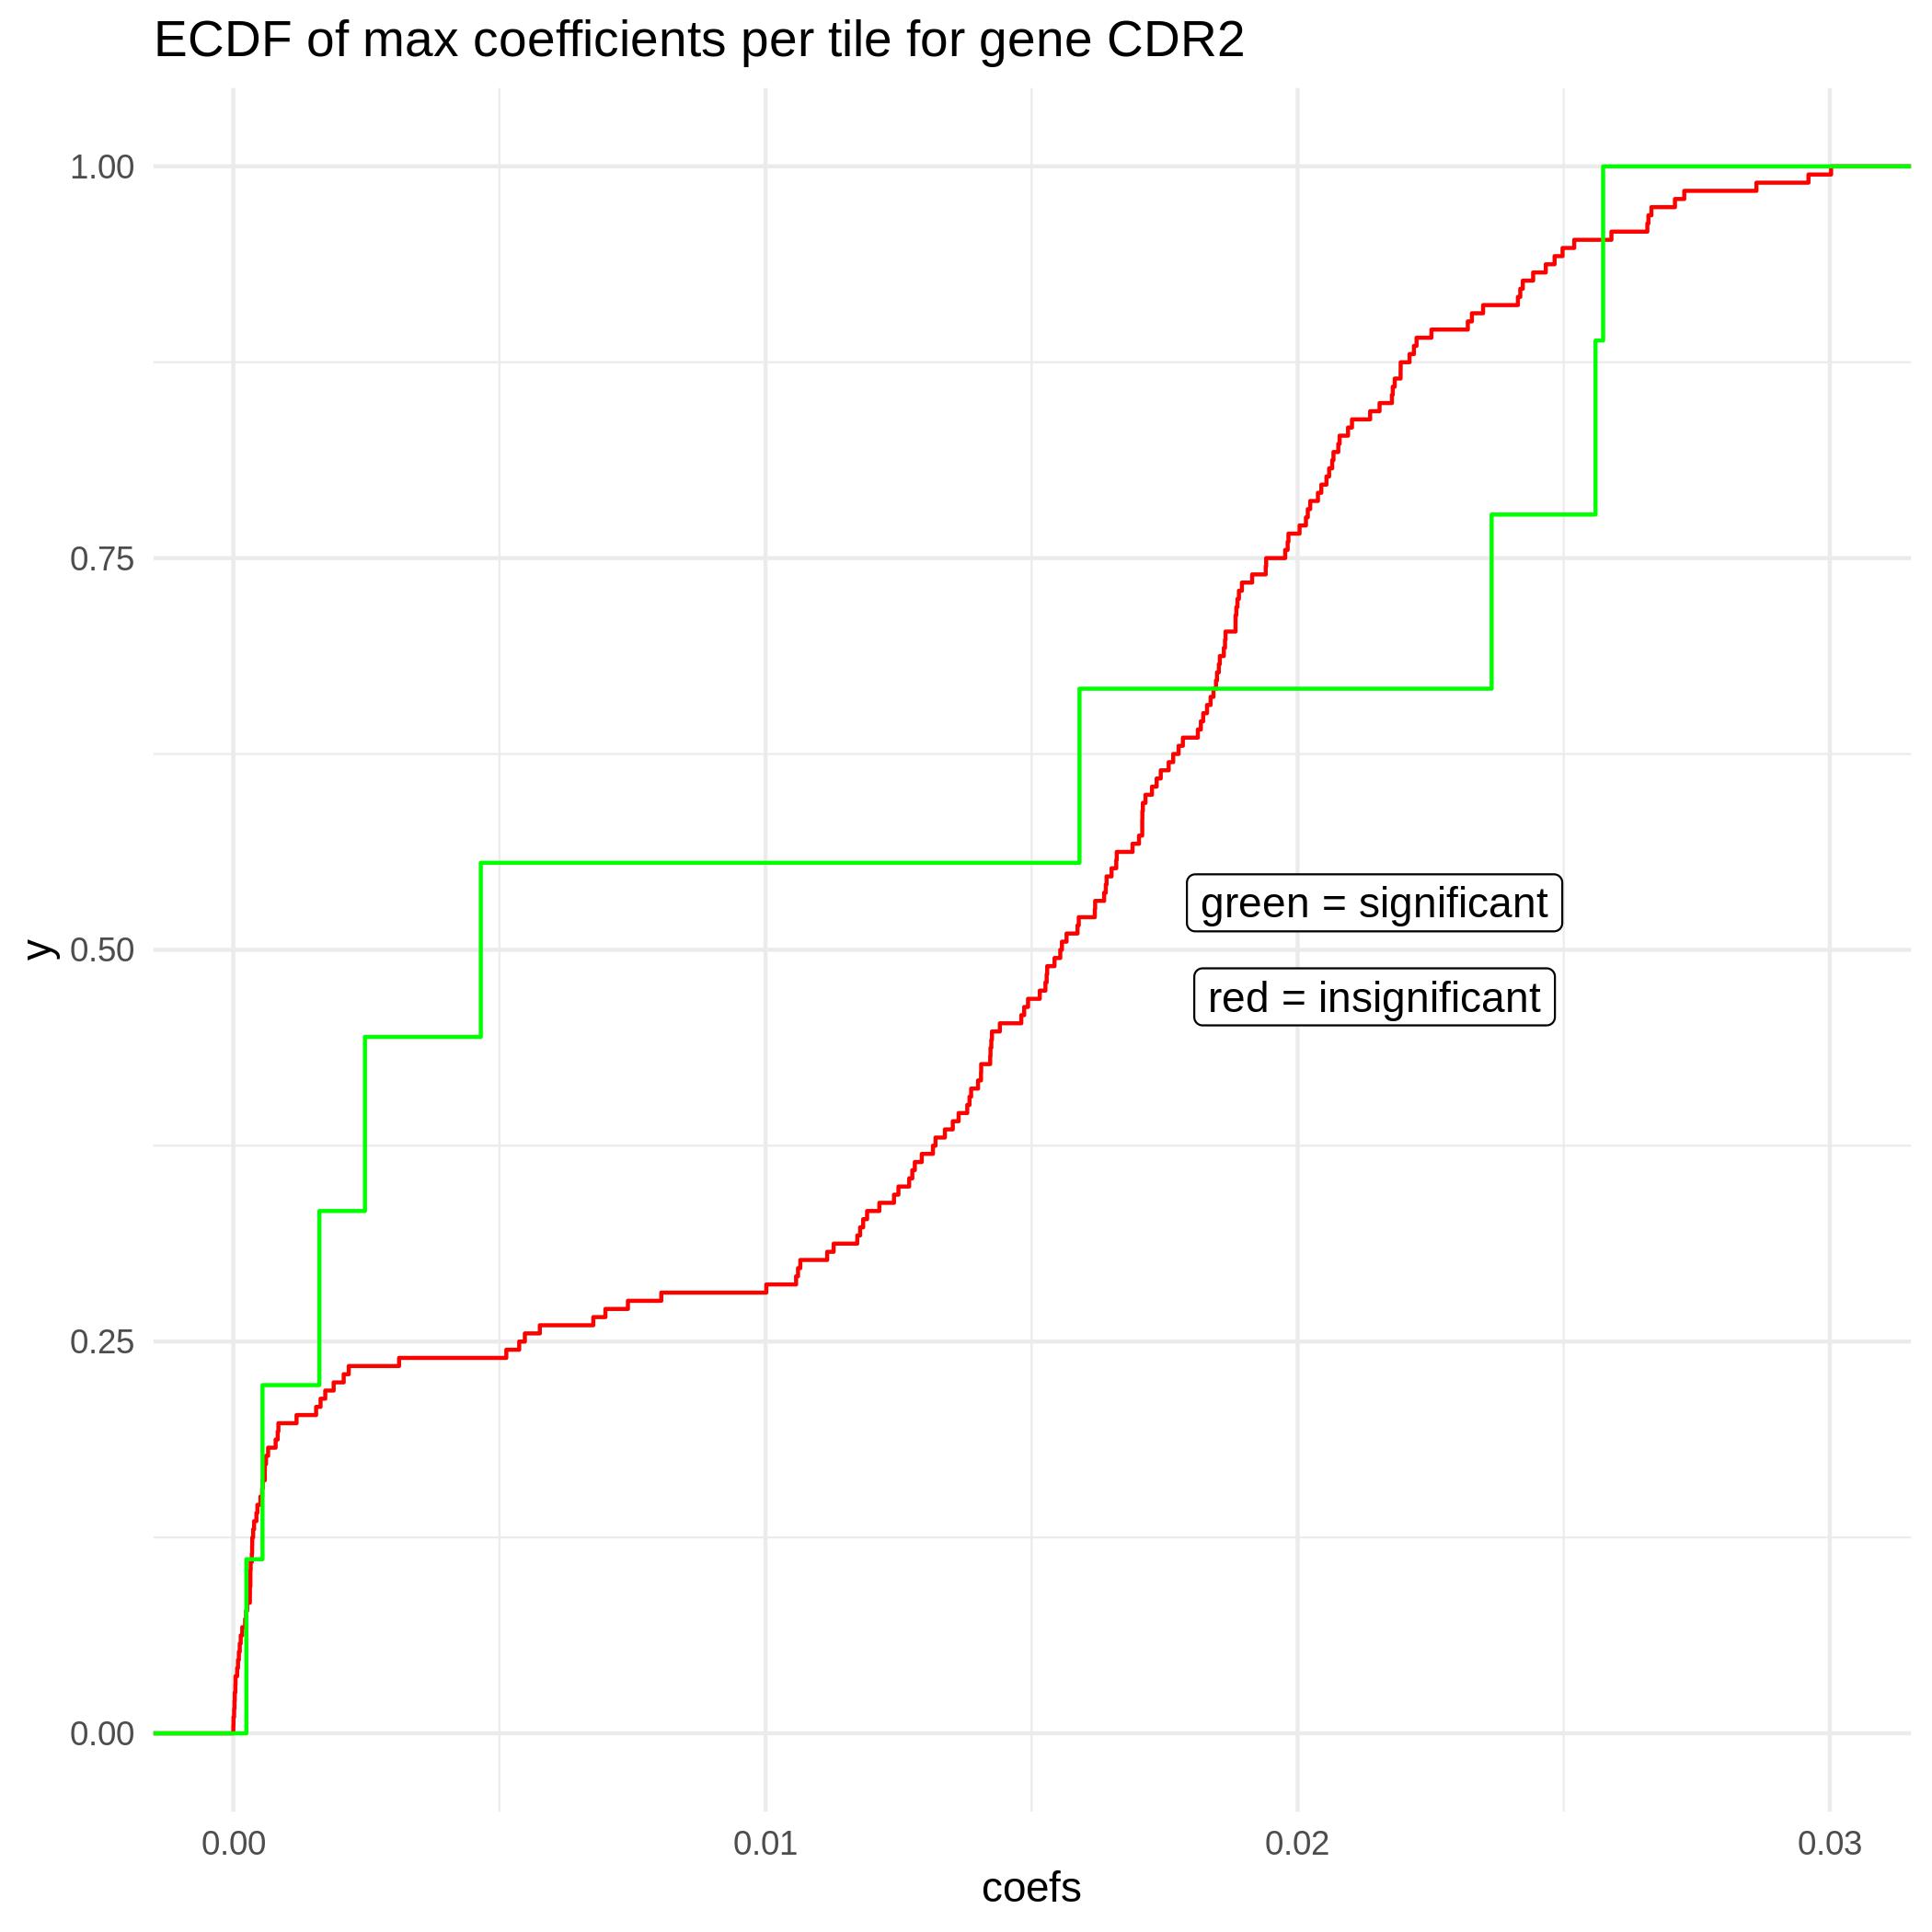 ECDF of max coefficients per tile for gene CDR2
1.00
0.75
y
0.50
0.25
0.00
green = significant
red = insignificant
0.00
0.01
0.02
0.03
coefs